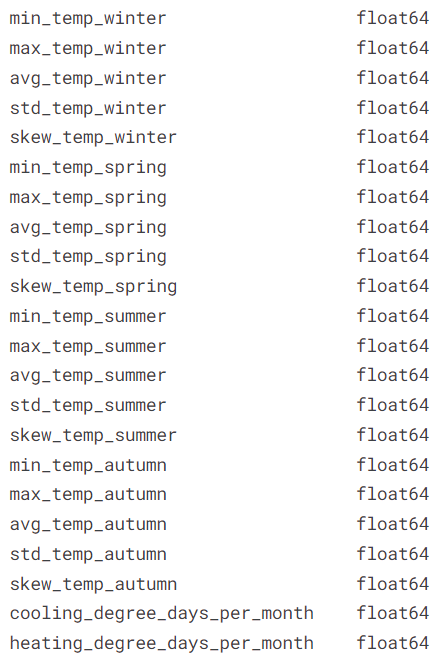 min_temp_winter float64
max_temp_winter float64
avg_temp_winter float64
std_temp_winter float64
skew_temp_winter float64
min_temp_spring float64
max_temp_spring float64
avg_temp_spring float64
std_temp_spring float64
skew_temp_spring float64
min_temp_summer float64
max_temp_summer float64
avg_temp_summer float64
std_temp_summer float64
skew_temp_summer float64
min_temp_autumn float64
max_temp_autumn float64
avg_temp_autumn float64
std_temp_autumn float64
skew_temp_autumn float64
cooling_degree_days_per_month float64
heating_degree_days_per_month float64